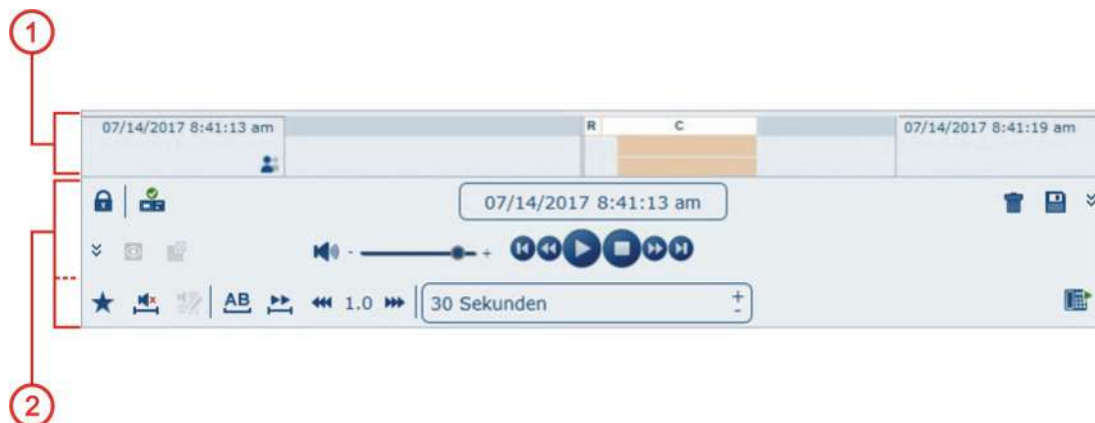 1
07/14/2017 8:41:13 am R C 07/14/2017 8:41:19 am
07/14/2017 8:41:13 am
- +
AB 1.0 30 Sekunden + -
2